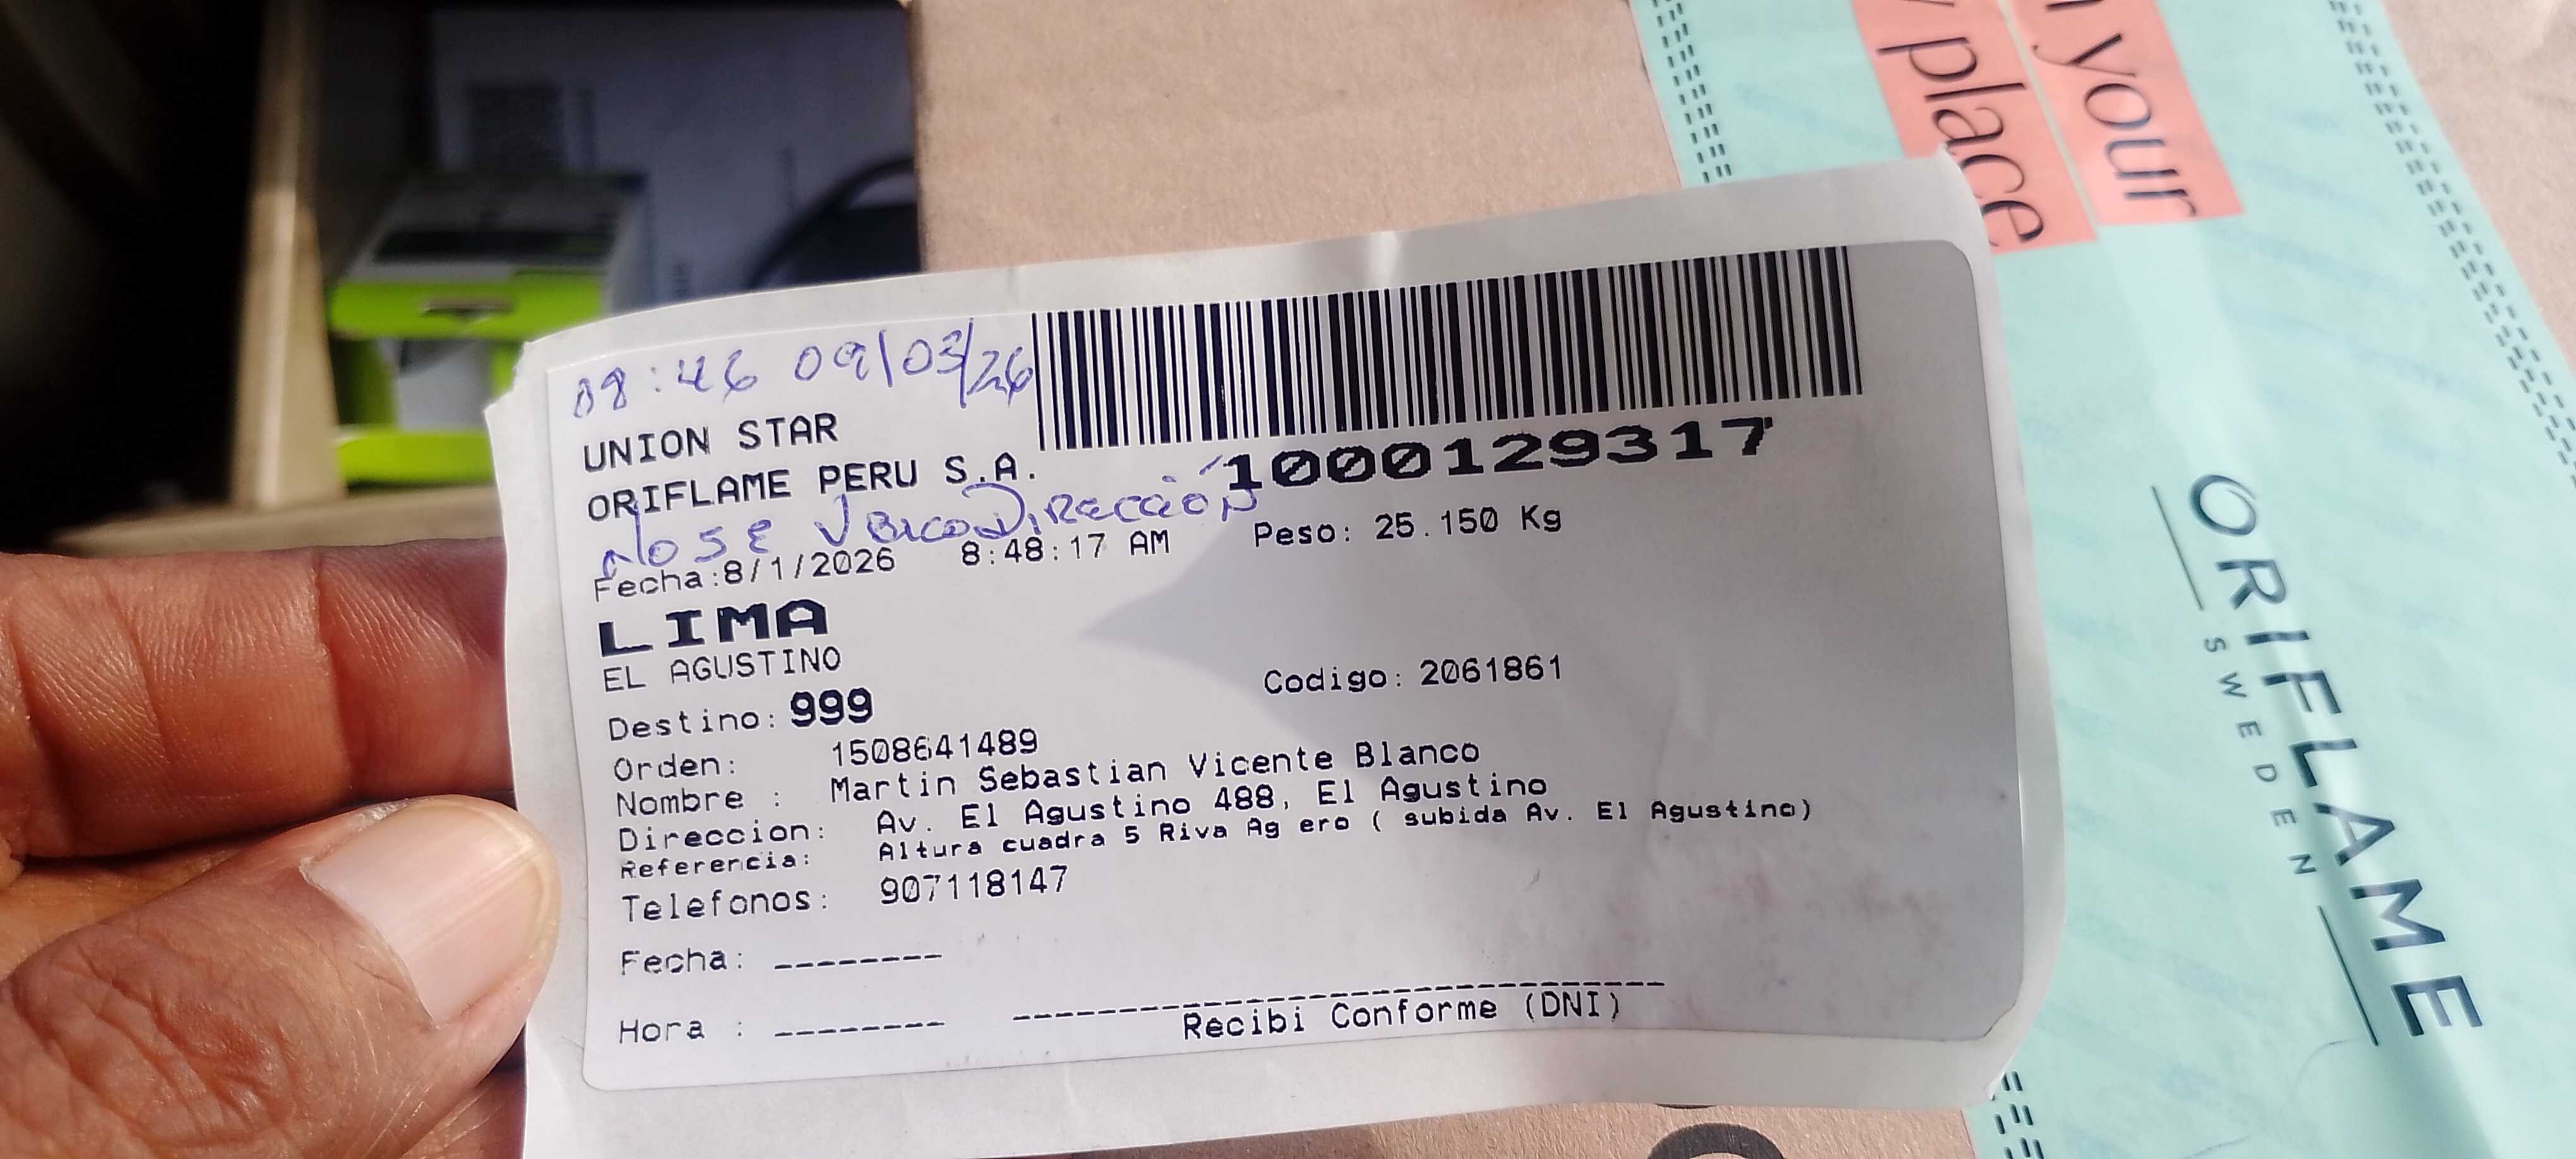 08:46 09/03/26
UNION STAR
ORIFLAME PERU S.A.
1000129317
NO SE UBICO DIRECCION
Fecha:8/1/2026 8:48:17 AM Peso: 25.150 Kg
LIMA
EL AGUSTINO
Destino: 999 Codigo: 2061861
Orden: 1508641489
Nombre : Martin Sebastian Vicente Blanco
Direccion: Av. El Agustino 488, El Agustino
Referencia: Altura cuadra 5 Riva Ag ero ( subida Av. El Agustino)
Telefonos: 907118147
Fecha: --------
Hora : --------
Recibi Conforme (DNI)
your
place
ORIFLAME
SWEDEN